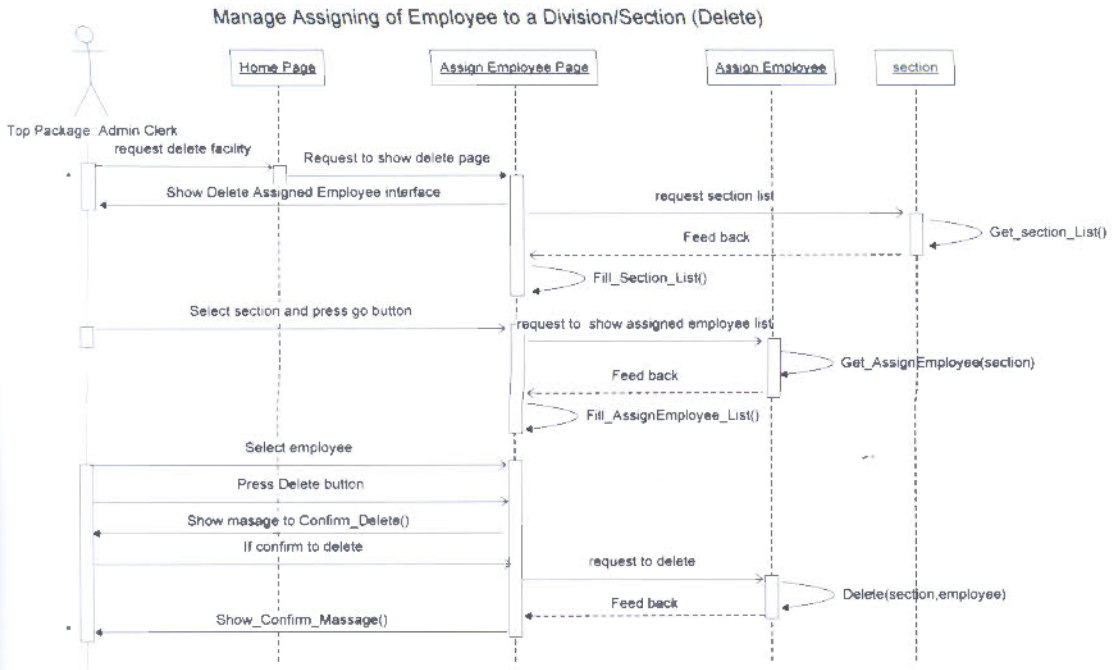 Manage Assigning of Employee to a Division/Section (Delete)
Home Page
Assign Employee Page
Assign Employee
section
Top Package Admin Clerk
request delete facility
Request to show delete page
Show Delete Assigned Employee interface
request section list
Get_section_List()
Feed back
Fill_Section_List()
Select section and press go button
request to show assigned employee list
Get_AssignEmployee(section)
Feed back
Fill_AssignEmployee_List()
Select employee
Press Delete button
Show masage to Confirm_Delete()
If confirm to delete
request to delete
Delete(section,employee)
Feed back
Show_Confirm_Massage()